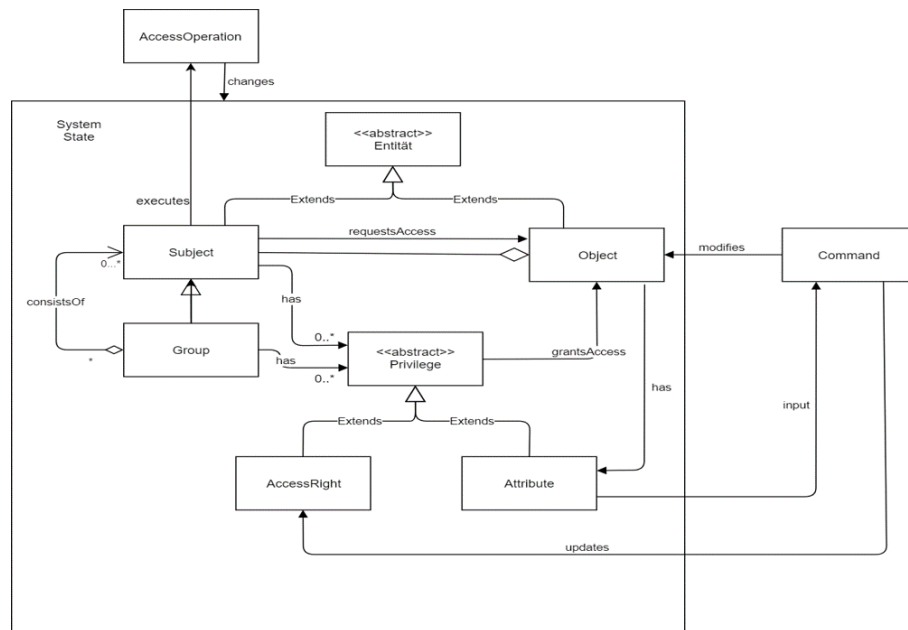 AccessOperation
changes
System
State
<<abstract>>
Entität
Extends
Extends
executes
requestsAccess
Subject
Object
modifies
Command
0...*
consistsOf
has
0..*
Group
*
has
0..*
<<abstract>>
Privilege
grantsAccess
has
input
Extends
Extends
AccessRight
Attribute
updates